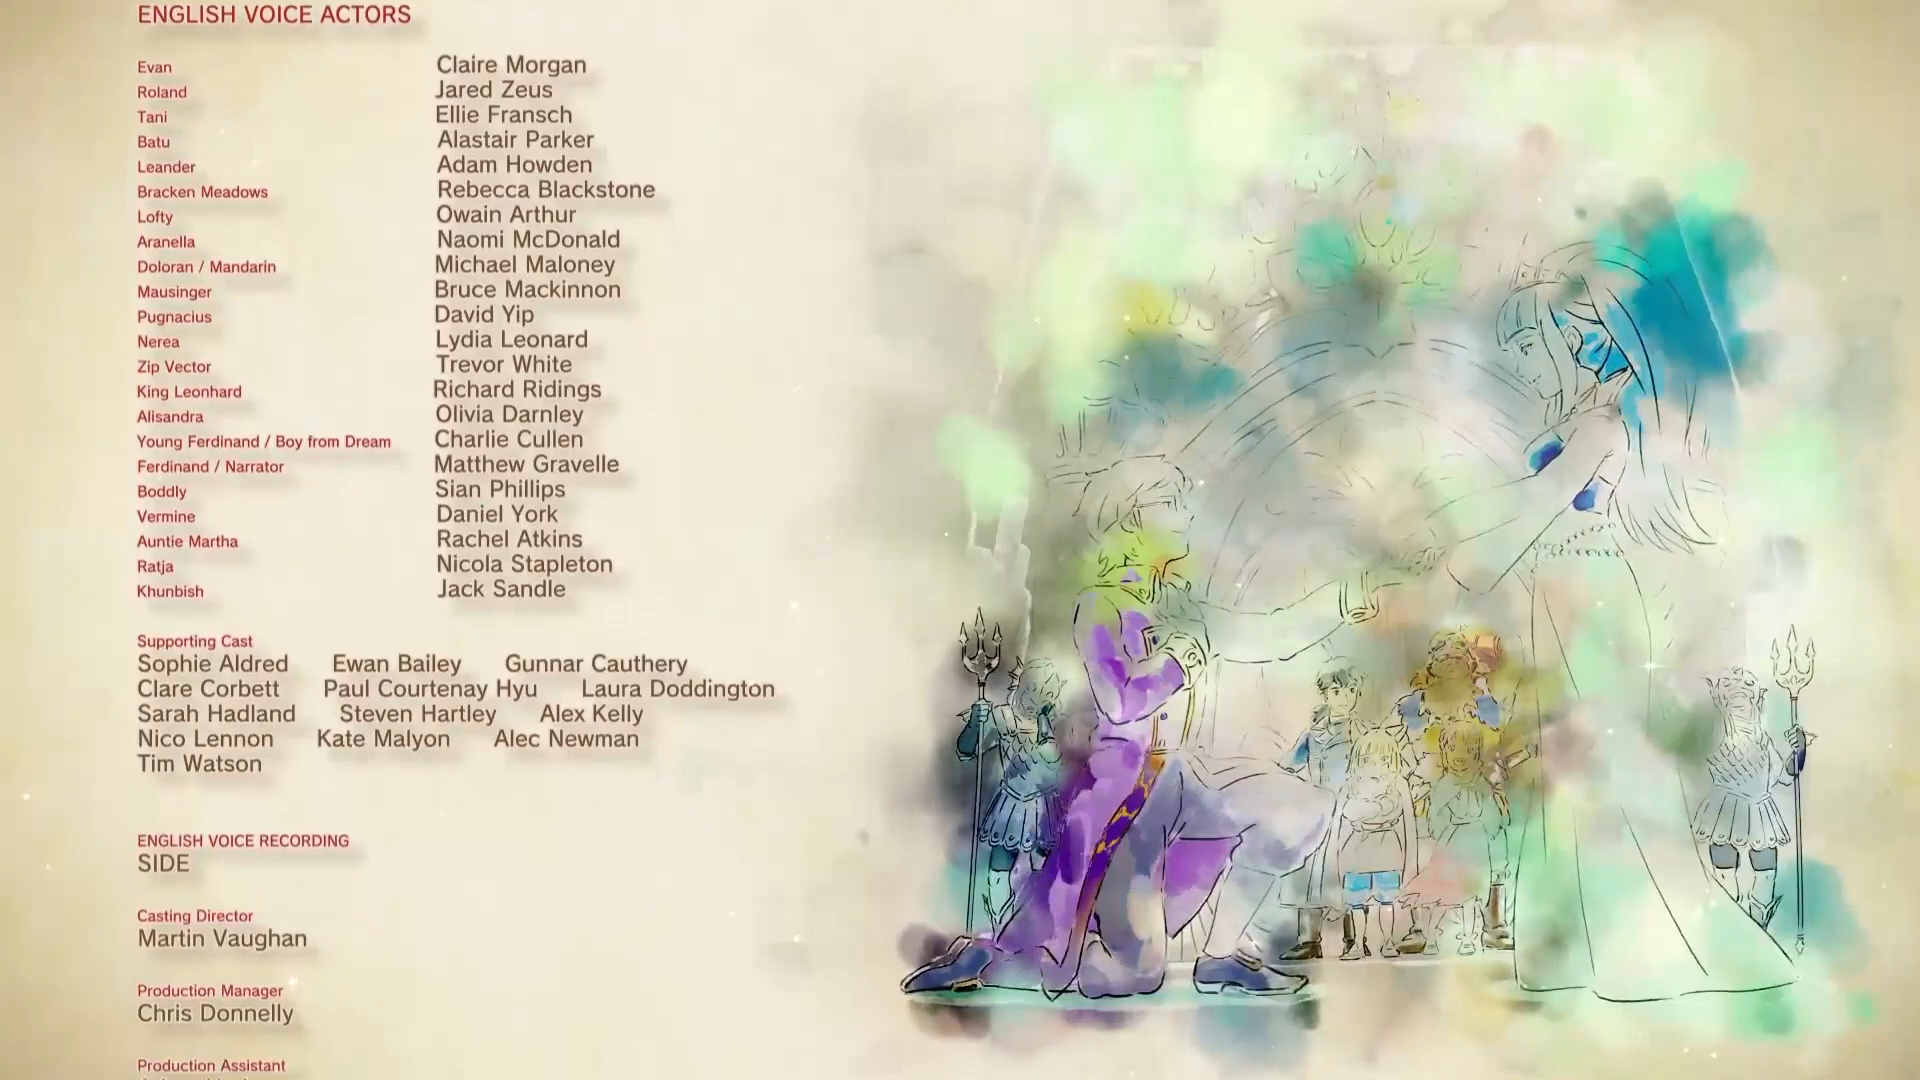 ENGLISH VOICE ACTORS
Evan Claire Morgan
Roland Jared Zeus
Tani Ellie Fransch
Batu Alastair Parker
Leander Adam Howden
Bracken Meadows Rebecca Blackstone
Lofty Owain Arthur
Aranella Naomi McDonald
Doloran / Mandarin Michael Maloney
Mausinger Bruce Mackinnon
Pugnacius David Yip
Nerea Lydia Leonard
Zip Vector Trevor White
King Leonhard Richard Ridings
Alisandra Olivia Darnley
Young Ferdinand / Boy from Dream Charlie Cullen
Ferdinand / Narrator Matthew Gravelle
Boddly Sian Phillips
Vermine Daniel York
Auntie Martha Rachel Atkins
Ratja Nicola Stapleton
Khunbish Jack Sandle
Supporting Cast
Sophie Aldred Ewan Bailey Gunnar Cauthery
Clare Corbett Paul Courtenay Hyu Laura Doddington
Sarah Hadland Steven Hartley Alex Kelly
Nico Lennon Kate Malyon Alec Newman
Tim Watson
ENGLISH VOICE RECORDING
SIDE
Casting Director
Martin Vaughan
Production Manager
Chris Donnelly
Production Assistant